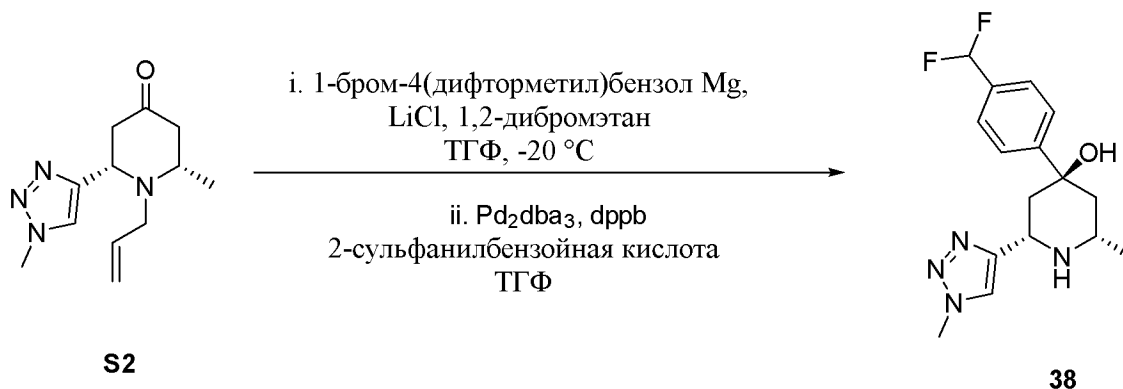 O
N
N
N
N
S2
i. 1-бром-4(дифторметил)бензол Mg,
LiCl, 1,2-дибромэтан
ТГФ, -20 °C
ii. Pd₂dba₃, dppb
2-сульфанилбензойная кислота
ТГФ
F
F
OH
N
N
N
NH
38